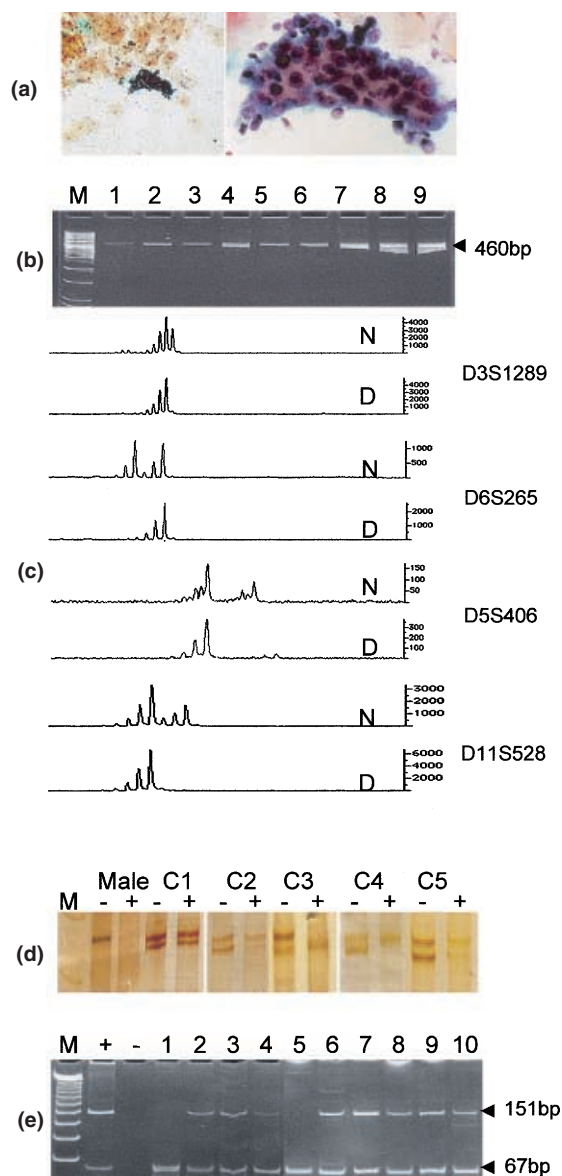 (a)
M 1 2 3 4 5 6 7 8 9
(b)
460bp
N
4000
3000
2000
1000
D3S1289
D
4000
3000
2000
1000
N
1000
500
D6S265
D
2000
1000
(c)
N
150
100
50
D5S406
D
300
200
100
N
3000
2000
1000
D11S528
D
6000
4000
2000
Male C1 C2 C3 C4 C5
M - + - + - + - + - + - +
(d)
M + - 1 2 3 4 5 6 7 8 9 10
(e)
151bp
67bp